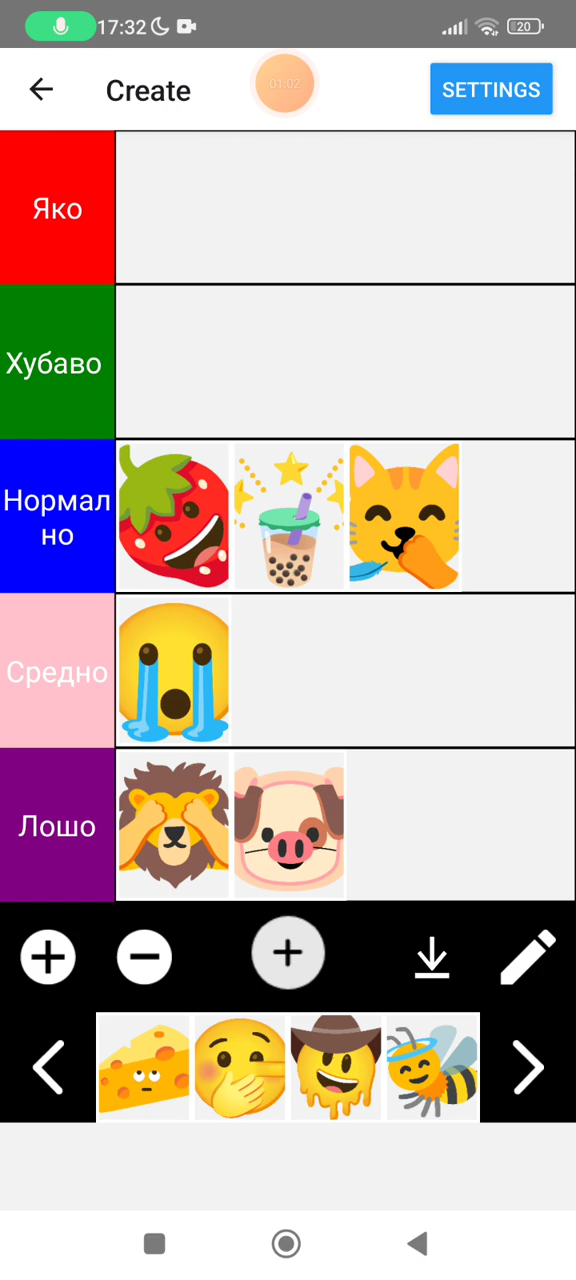 17:32
20
Create
01:02
SETTINGS
Яко
Хубаво
Нормал
но
Средно
Лошо